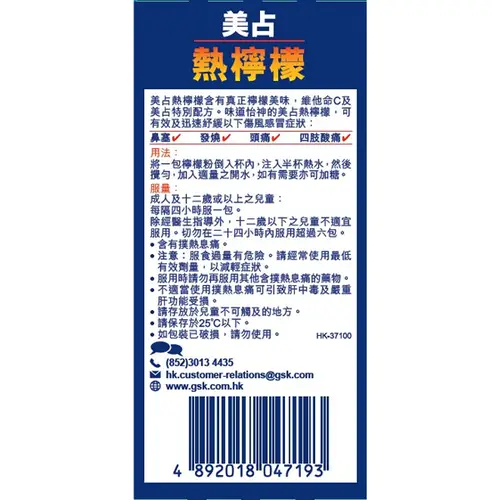 美占
熱檸檬
美占熱檸檬含有真正檸檬美味，維他命C及
美占特別配方。味道怡神的美占熱檸檬，可
有效及迅速紓緩以下傷風感冒症狀：
鼻塞✓ 發燒✓ 頭痛✓ 四肢酸痛✓
用法：
將一包檸檬粉倒入杯內，注入半杯熱水，然後
攪勻，加入適量之開水，如有需要亦可加糖。
服量：
成人及十二歲或以上之兒童：
每隔四小時服一包。
除經醫生指導外，十二歲以下之兒童不適宜
服用。切勿在二十四小時內服用超過六包。
• 含有撲熱息痛。
• 注意：服食過量有危險。請經常使用最低
有效劑量，以減輕症狀。
• 服用時請勿再服用其他含撲熱息痛的藥物。
• 不適當使用撲熱息痛可引致肝中毒及嚴重
肝功能受損。
• 請存放於兒童不可觸及的地方。
• 請保存於25°C以下。
• 如包裝已破損，請勿使用。 HK-37100
(852)3013 4435
hk.customer-relations@gsk.com
www.gsk.com.hk
4 892018 047193